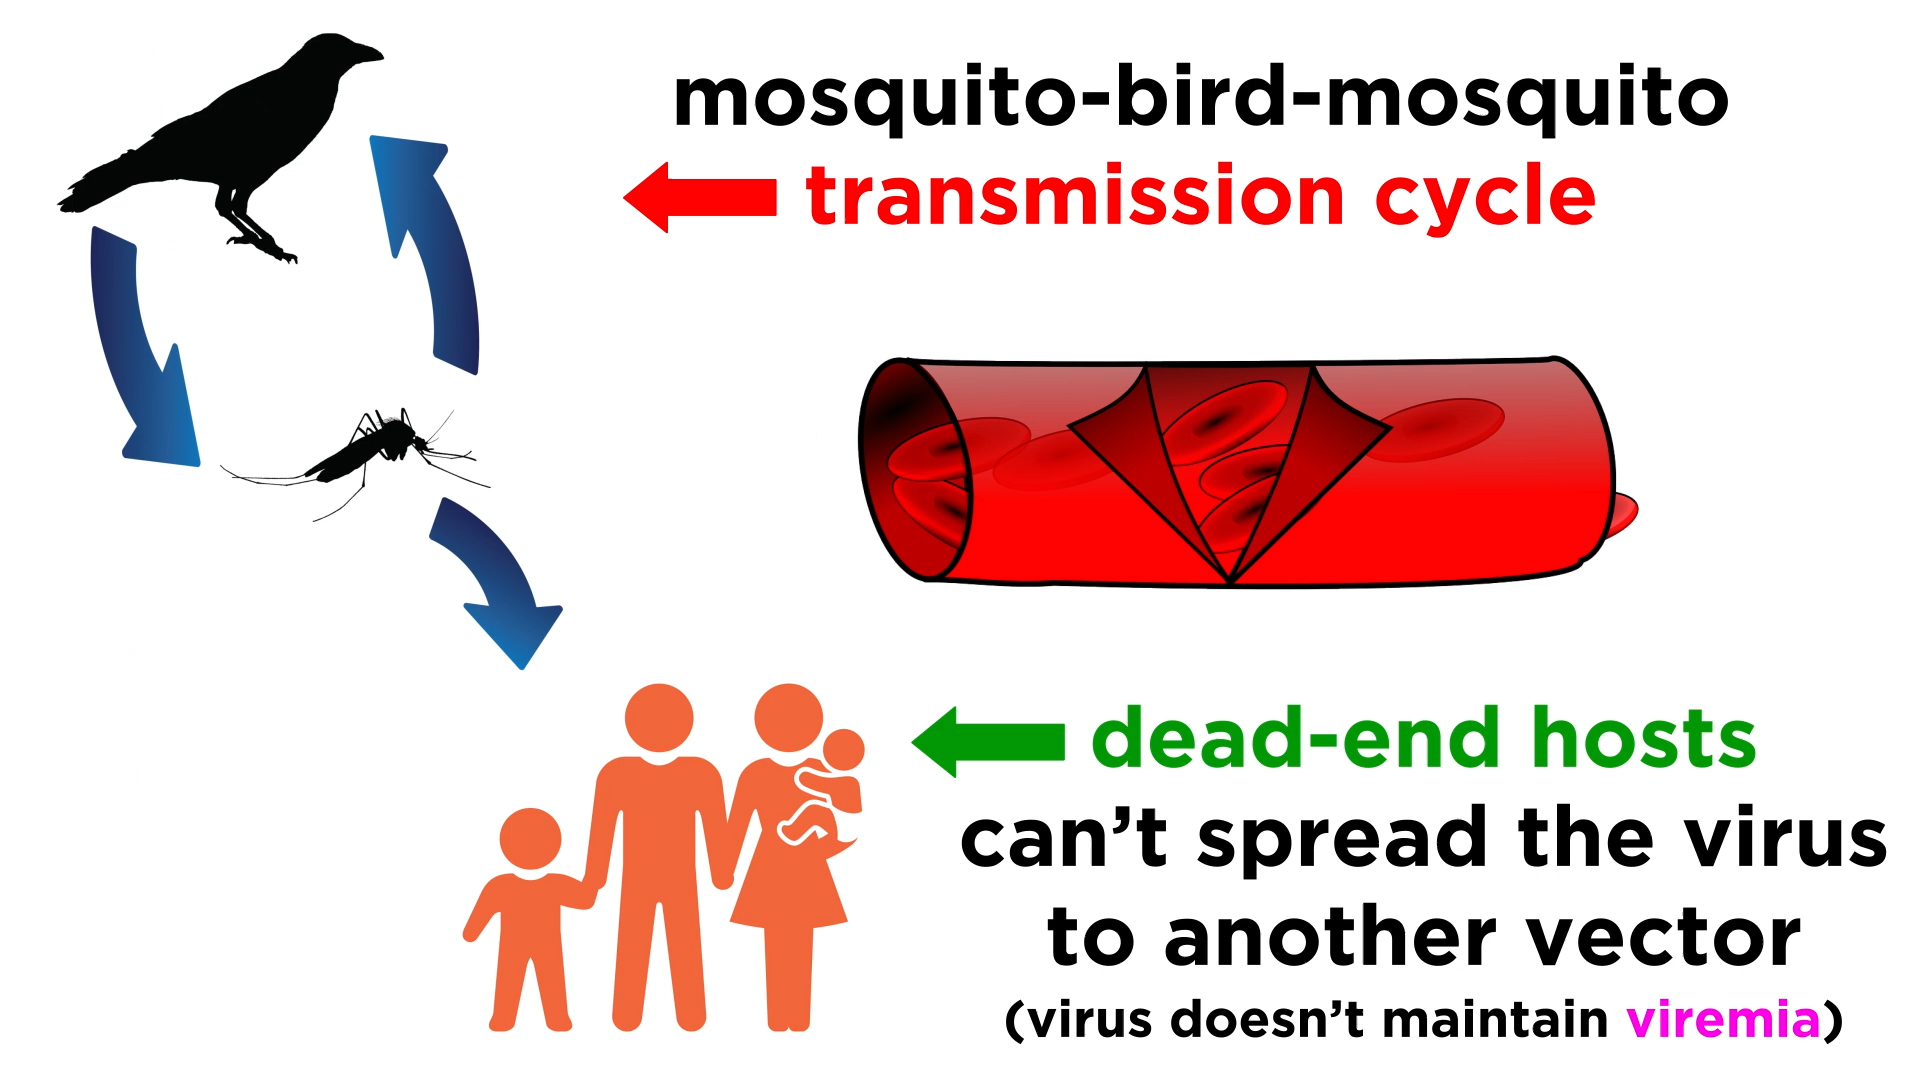 mosquito-bird-mosquito
transmission cycle
dead-end hosts
can’t spread the virus
to another vector
(virus doesn’t maintain viremia)